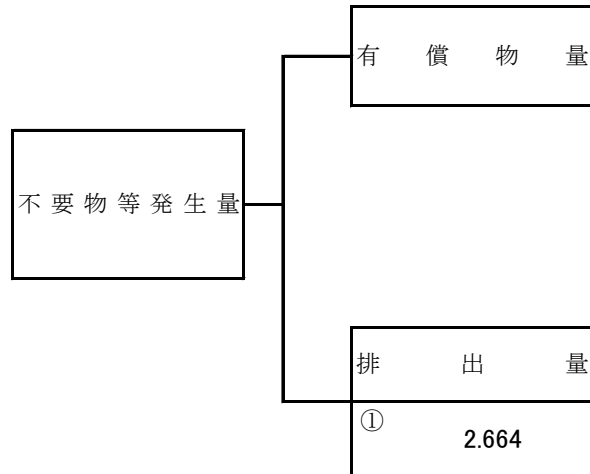 有償物量
不要物等発生量
排出量
①
2.664